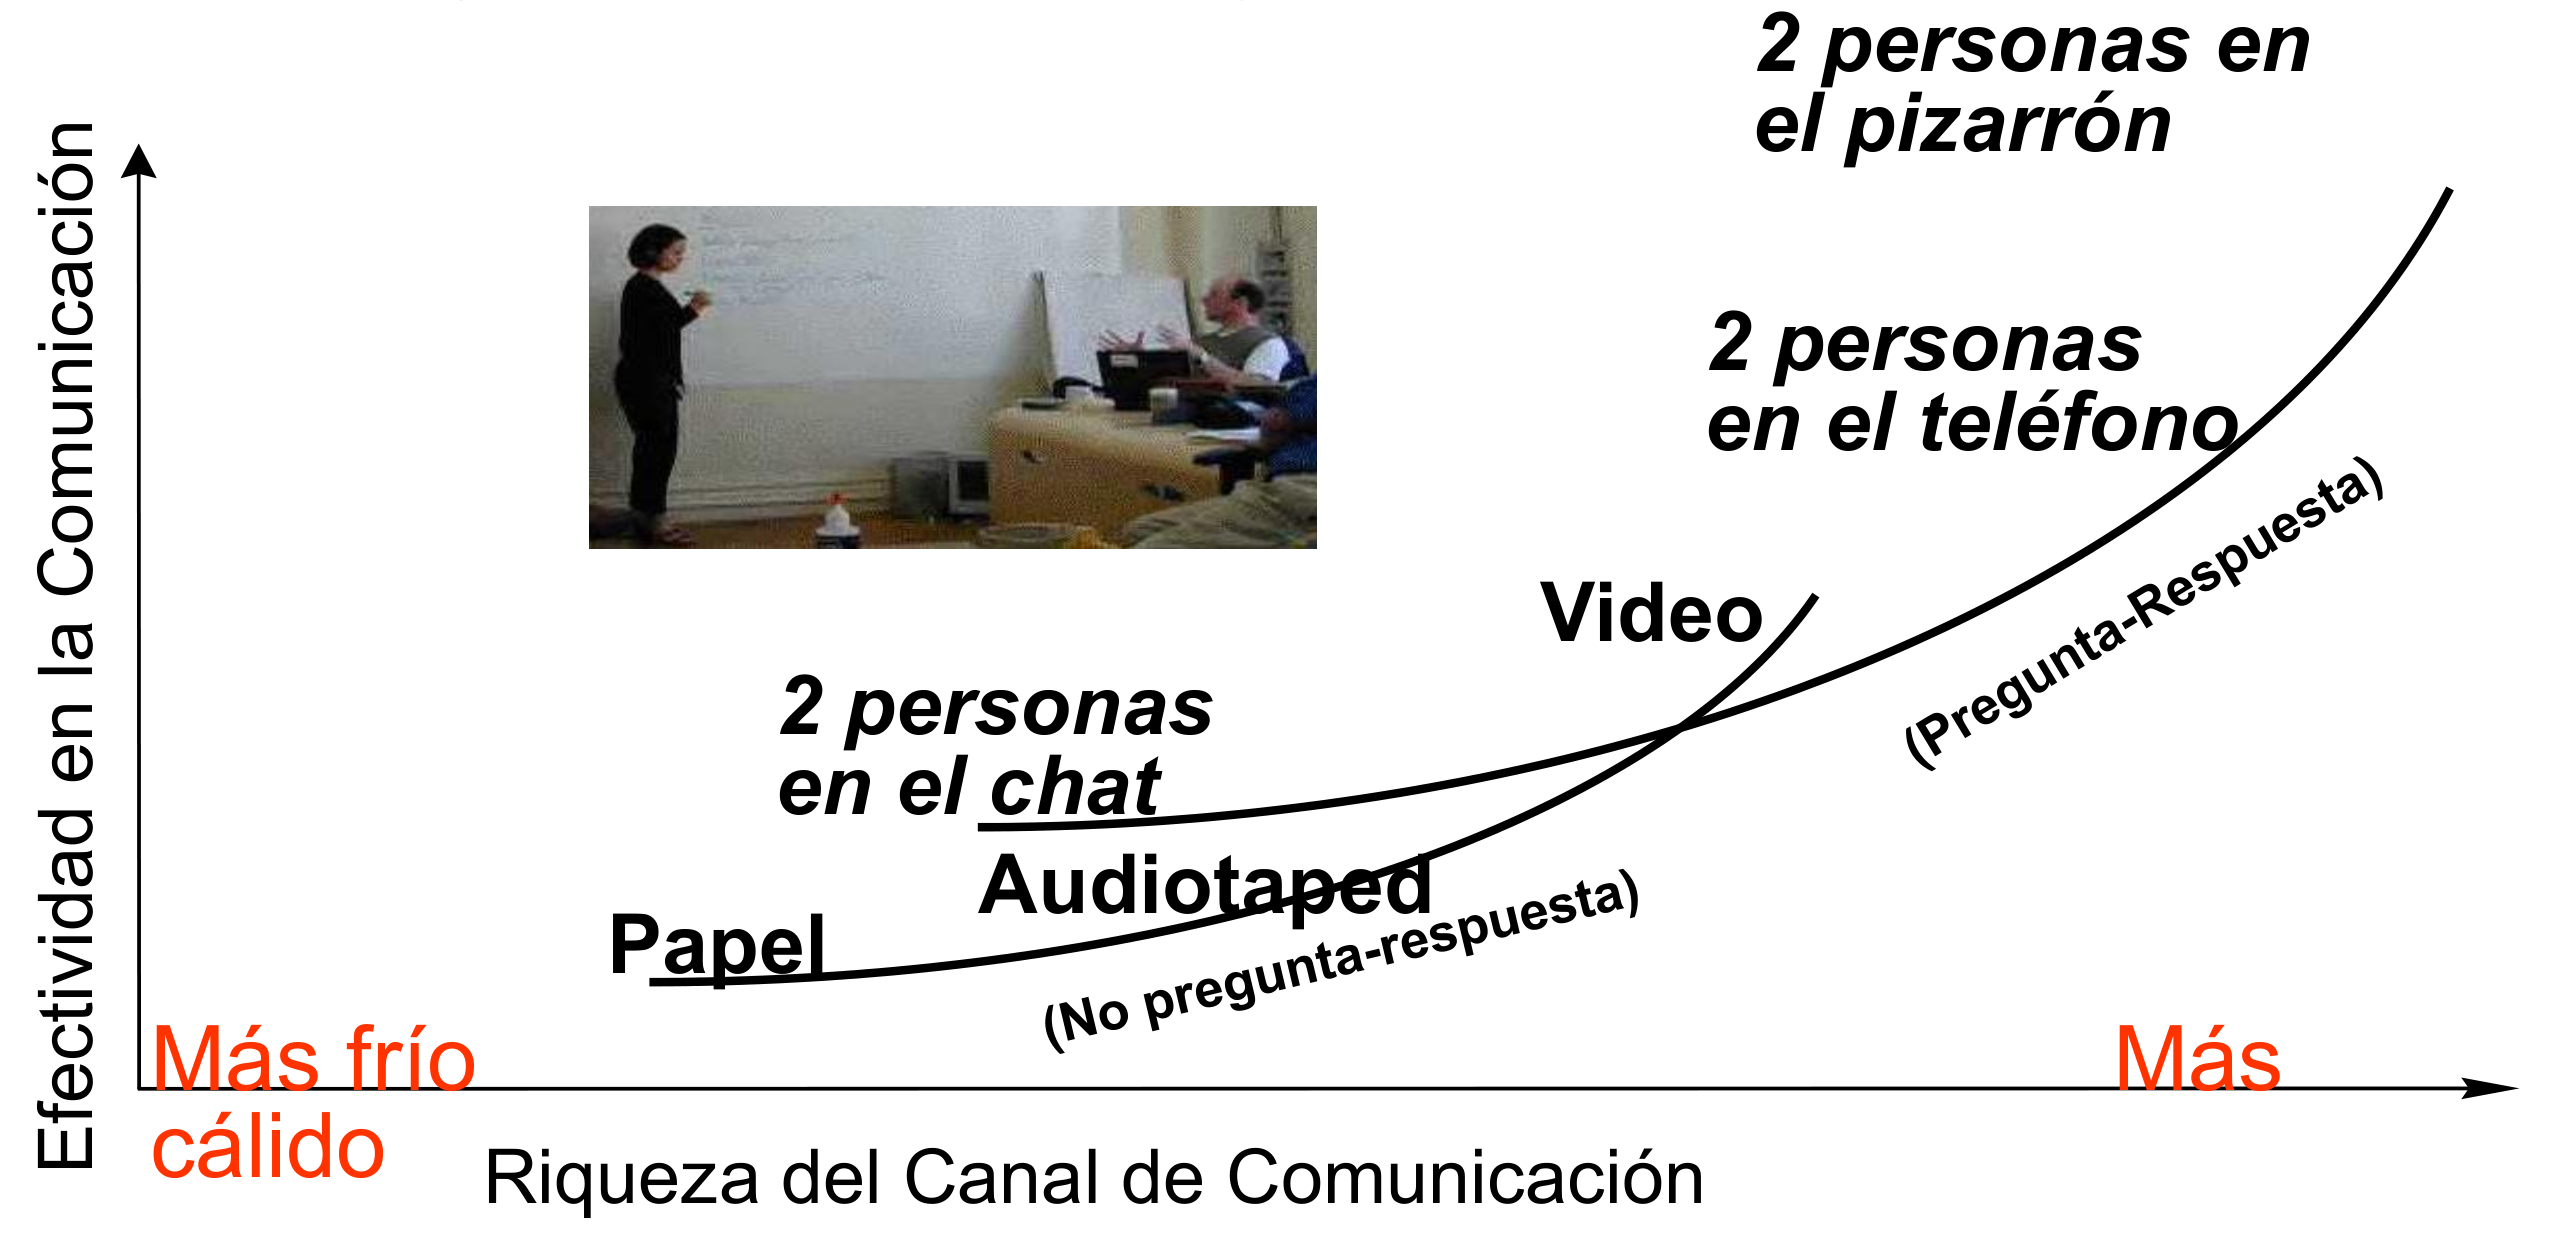 2 personas en
el pizarrón
2 personas
en el teléfono
Video
2 personas
en el chat
Audiotaped
Papel
(Pregunta-Respuesta)
(No pregunta-respuesta)
Efectividad en la Comunicación
Más frío
Más
cálido
Riqueza del Canal de Comunicación